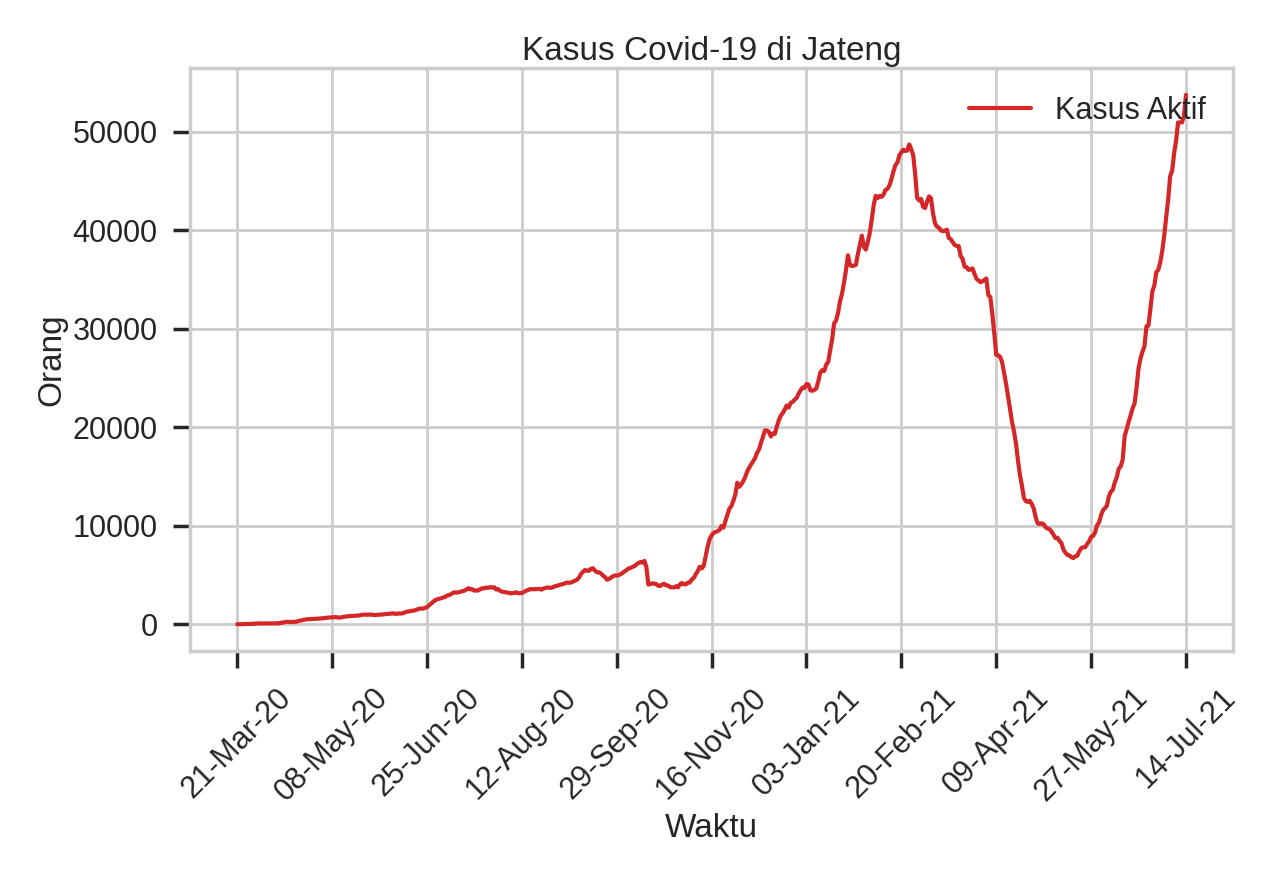 Kasus Covid-19 di Jateng
Kasus Aktif
50000
40000
30000
20000
10000
0
Orang
21-Mar-20
08-May-20
25-Jun-20
12-Aug-20
29-Sep-20
16-Nov-20
03-Jan-21
20-Feb-21
09-Apr-21
27-May-21
14-Jul-21
Waktu